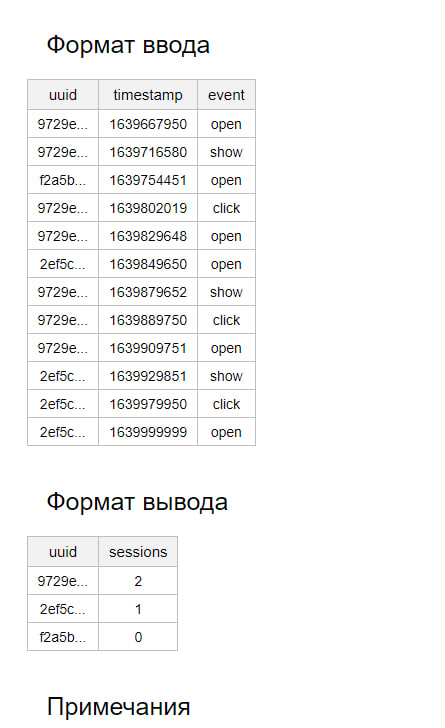 Формат ввода
uuid timestamp event
9729e... 1639667950 open
9729e... 1639716580 show
f2a5b... 1639754451 open
9729e... 1639802019 click
9729e... 1639829648 open
2ef5c... 1639849650 open
9729e... 1639879652 show
9729e... 1639889750 click
9729e... 1639909751 open
2ef5c... 1639929851 show
2ef5c... 1639979950 click
2ef5c... 1639999999 open
Формат вывода
uuid sessions
9729e... 2
2ef5c... 1
f2a5b... 0
Примечания